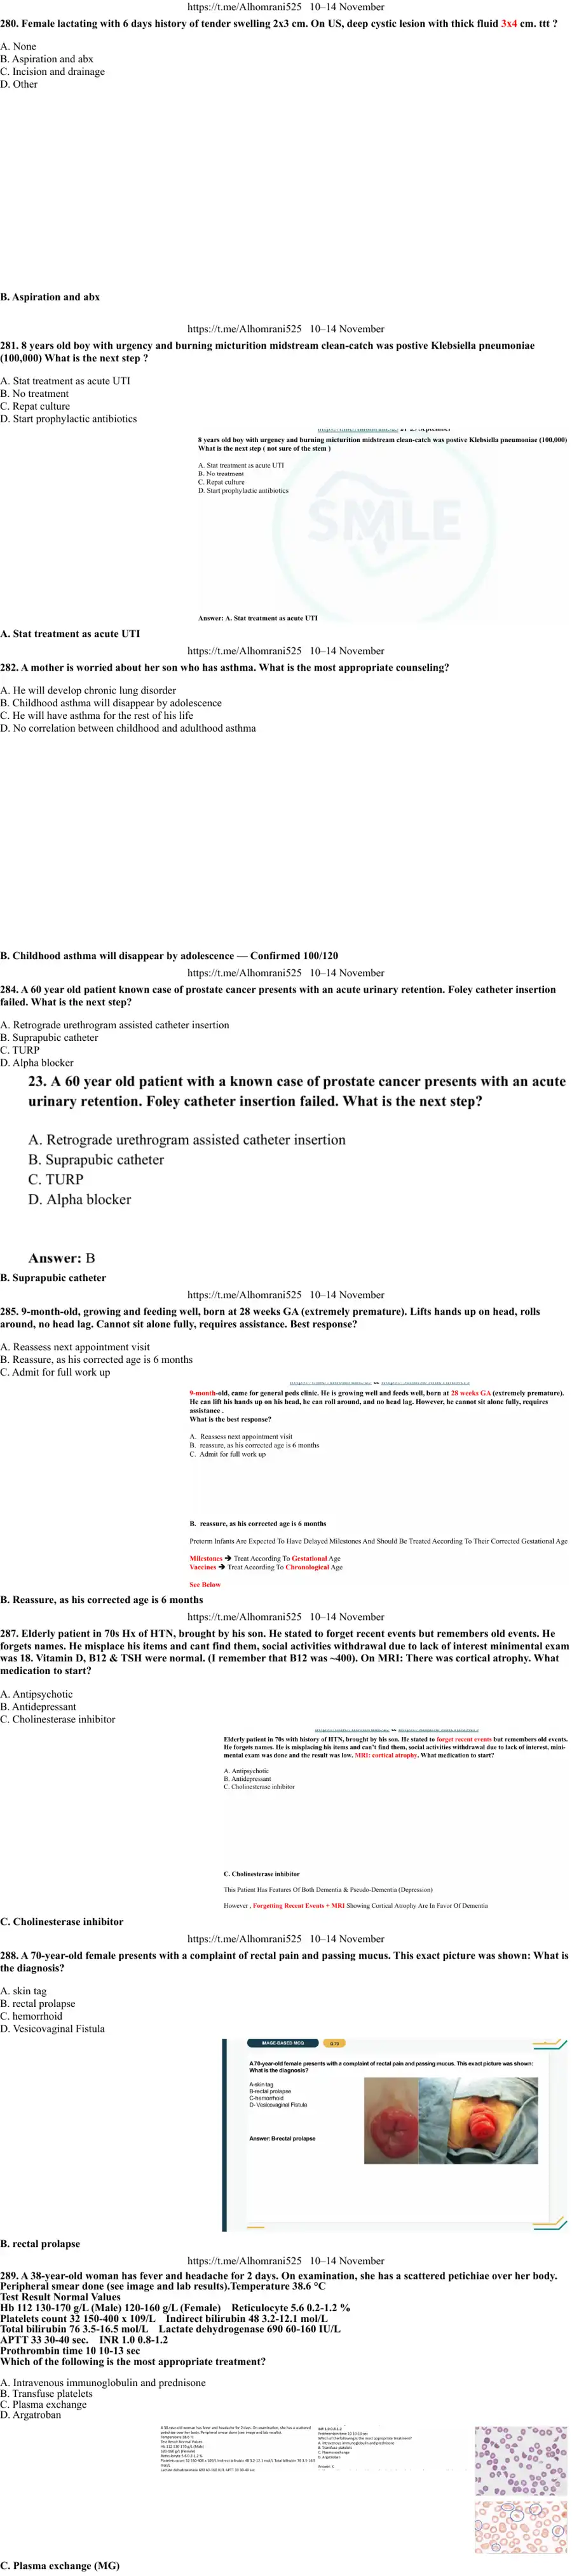 https://t.me/Alhomrani525 10–14 November
280. Female lactating with 6 days history of tender swelling 2x3 cm. On US, deep cystic lesion with thick fluid 3x4 cm. ttt ?
A. None
B. Aspiration and abx
C. Incision and drainage
D. Other
B. Aspiration and abx
https://t.me/Alhomrani525 10–14 November
281. 8 years old boy with urgency and burning micturition midstream clean-catch was postive Klebsiella pneumoniae
(100,000) What is the next step ?
A. Stat treatment as acute UTI
B. No treatment
C. Repat culture
D. Start prophylactic antibiotics
8 years old boy with urgency and burning micturition midstream clean-catch was postive Klebsiella pneumoniae (100,000)
What is the next step ( not sure of the stem )
A. Stat treatment as acute UTI
B. No treatment
C. Repat culture
D. Start prophylactic antibiotics
SMLE
Answer: A. Stat treatment as acute UTI
A. Stat treatment as acute UTI
https://t.me/Alhomrani525 10–14 November
282. A mother is worried about her son who has asthma. What is the most appropriate counseling?
A. He will develop chronic lung disorder
B. Childhood asthma will disappear by adolescence
C. He will have asthma for the rest of his life
D. No correlation between childhood and adulthood asthma
B. Childhood asthma will disappear by adolescence — Confirmed 100/120
https://t.me/Alhomrani525 10–14 November
284. A 60 year old patient known case of prostate cancer presents with an acute urinary retention. Foley catheter insertion
failed. What is the next step?
A. Retrograde urethrogram assisted catheter insertion
B. Suprapubic catheter
C. TURP
D. Alpha blocker
23. A 60 year old patient with a known case of prostate cancer presents with an acute
urinary retention. Foley catheter insertion failed. What is the next step?
A. Retrograde urethrogram assisted catheter insertion
B. Suprapubic catheter
C. TURP
D. Alpha blocker
Answer: B
B. Suprapubic catheter
https://t.me/Alhomrani525 10–14 November
285. 9-month-old, growing and feeding well, born at 28 weeks GA (extremely premature). Lifts hands up on head, rolls
around, no head lag. Cannot sit alone fully, requires assistance. Best response?
A. Reassess next appointment visit
B. Reassure, as his corrected age is 6 months
C. Admit for full work up
9-month-old, came for general peds clinic. He is growing well and feeds well, born at 28 weeks GA (extremely premature).
He can lift his hands up on his head, he can roll around, and no head lag. However, he cannot sit alone fully, requires
assistance .
What is the best response?
A. Reassess next appointment visit
B. reassure, as his corrected age is 6 months
C. Admit for full work up
B. reassure, as his corrected age is 6 months
Preterm Infants Are Expected To Have Delayed Milestones And Should Be Treated According To Their Corrected Gestational Age
Milestones ➔ Treat According To Gestational Age
Vaccines ➔ Treat According To Chronological Age
See Below
B. Reassure, as his corrected age is 6 months
https://t.me/Alhomrani525 10–14 November
287. Elderly patient in 70s Hx of HTN, brought by his son. He stated to forget recent events but remembers old events. He
forgets names. He misplace his items and cant find them, social activities withdrawal due to lack of interest minimental exam
was 18. Vitamin D, B12 & TSH were normal. (I remember that B12 was ~400). On MRI: There was cortical atrophy. What
medication to start?
A. Antipsychotic
B. Antidepressant
C. Cholinesterase inhibitor
Elderly patient in 70s with history of HTN, brought by his son. He stated to forget recent events but remembers old events.
He forgets names. He is misplacing his items and can't find them, social activities withdrawal due to lack of interest, mini-
mental exam was done and the result was low. MRI: cortical atrophy. What medication to start?
A. Antipsychotic
B. Antidepressant
C. Cholinesterase inhibitor
C. Cholinesterase inhibitor
This Patient Has Features Of Both Dementia & Pseudo-Dementia (Depression)
However , Forgetting Recent Events + MRI Showing Cortical Atrophy Are In Favor Of Dementia
C. Cholinesterase inhibitor
https://t.me/Alhomrani525 10–14 November
288. A 70-year-old female presents with a complaint of rectal pain and passing mucus. This exact picture was shown: What is
the diagnosis?
A. skin tag
B. rectal prolapse
C. hemorrhoid
D. Vesicovaginal Fistula
IMAGE-BASED MCQ
A 70-year-old female presents with a complaint of rectal pain and passing mucus. This exact picture was shown:
What is the diagnosis?
A-skin tag
B-rectal prolapse
C-hemorrhoid
D- Vesicovaginal Fistula
Answer: B-rectal prolapse
B. rectal prolapse
https://t.me/Alhomrani525 10–14 November
289. A 38-year-old woman has fever and headache for 2 days. On examination, she has a scattered petichiae over her body.
Peripheral smear done (see image and lab results).Temperature 38.6 °C
Test Result Normal Values
Hb 112 130-170 g/L (Male) 120-160 g/L (Female) Reticulocyte 5.6 0.2-1.2 %
Platelets count 32 150-400 x 109/L Indirect bilirubin 48 3.2-12.1 mol/L
Total bilirubin 76 3.5-16.5 mol/L Lactate dehydrogenase 690 60-160 IU/L
APTT 33 30-40 sec. INR 1.0 0.8-1.2
Prothrombin time 10 10-13 sec
Which of the following is the most appropriate treatment?
A. Intravenous immunoglobulin and prednisone
B. Transfuse platelets
C. Plasma exchange
D. Argatroban
C. Plasma exchange (MG)